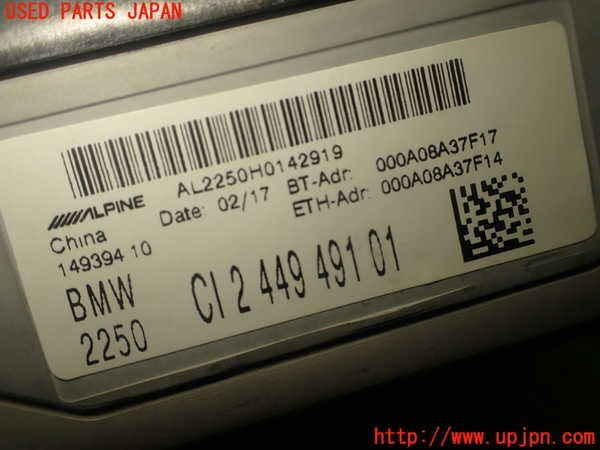 USED PARTS JAPAN
AL2250H0142919
ALPINE
Date: 02/17
BT-Adr: 000A08A37F17
ETH-Adr: 000A08A37F14
China
149394 10
BMW
2250
CI 2 449 491 01
http://www.upjpn.com/